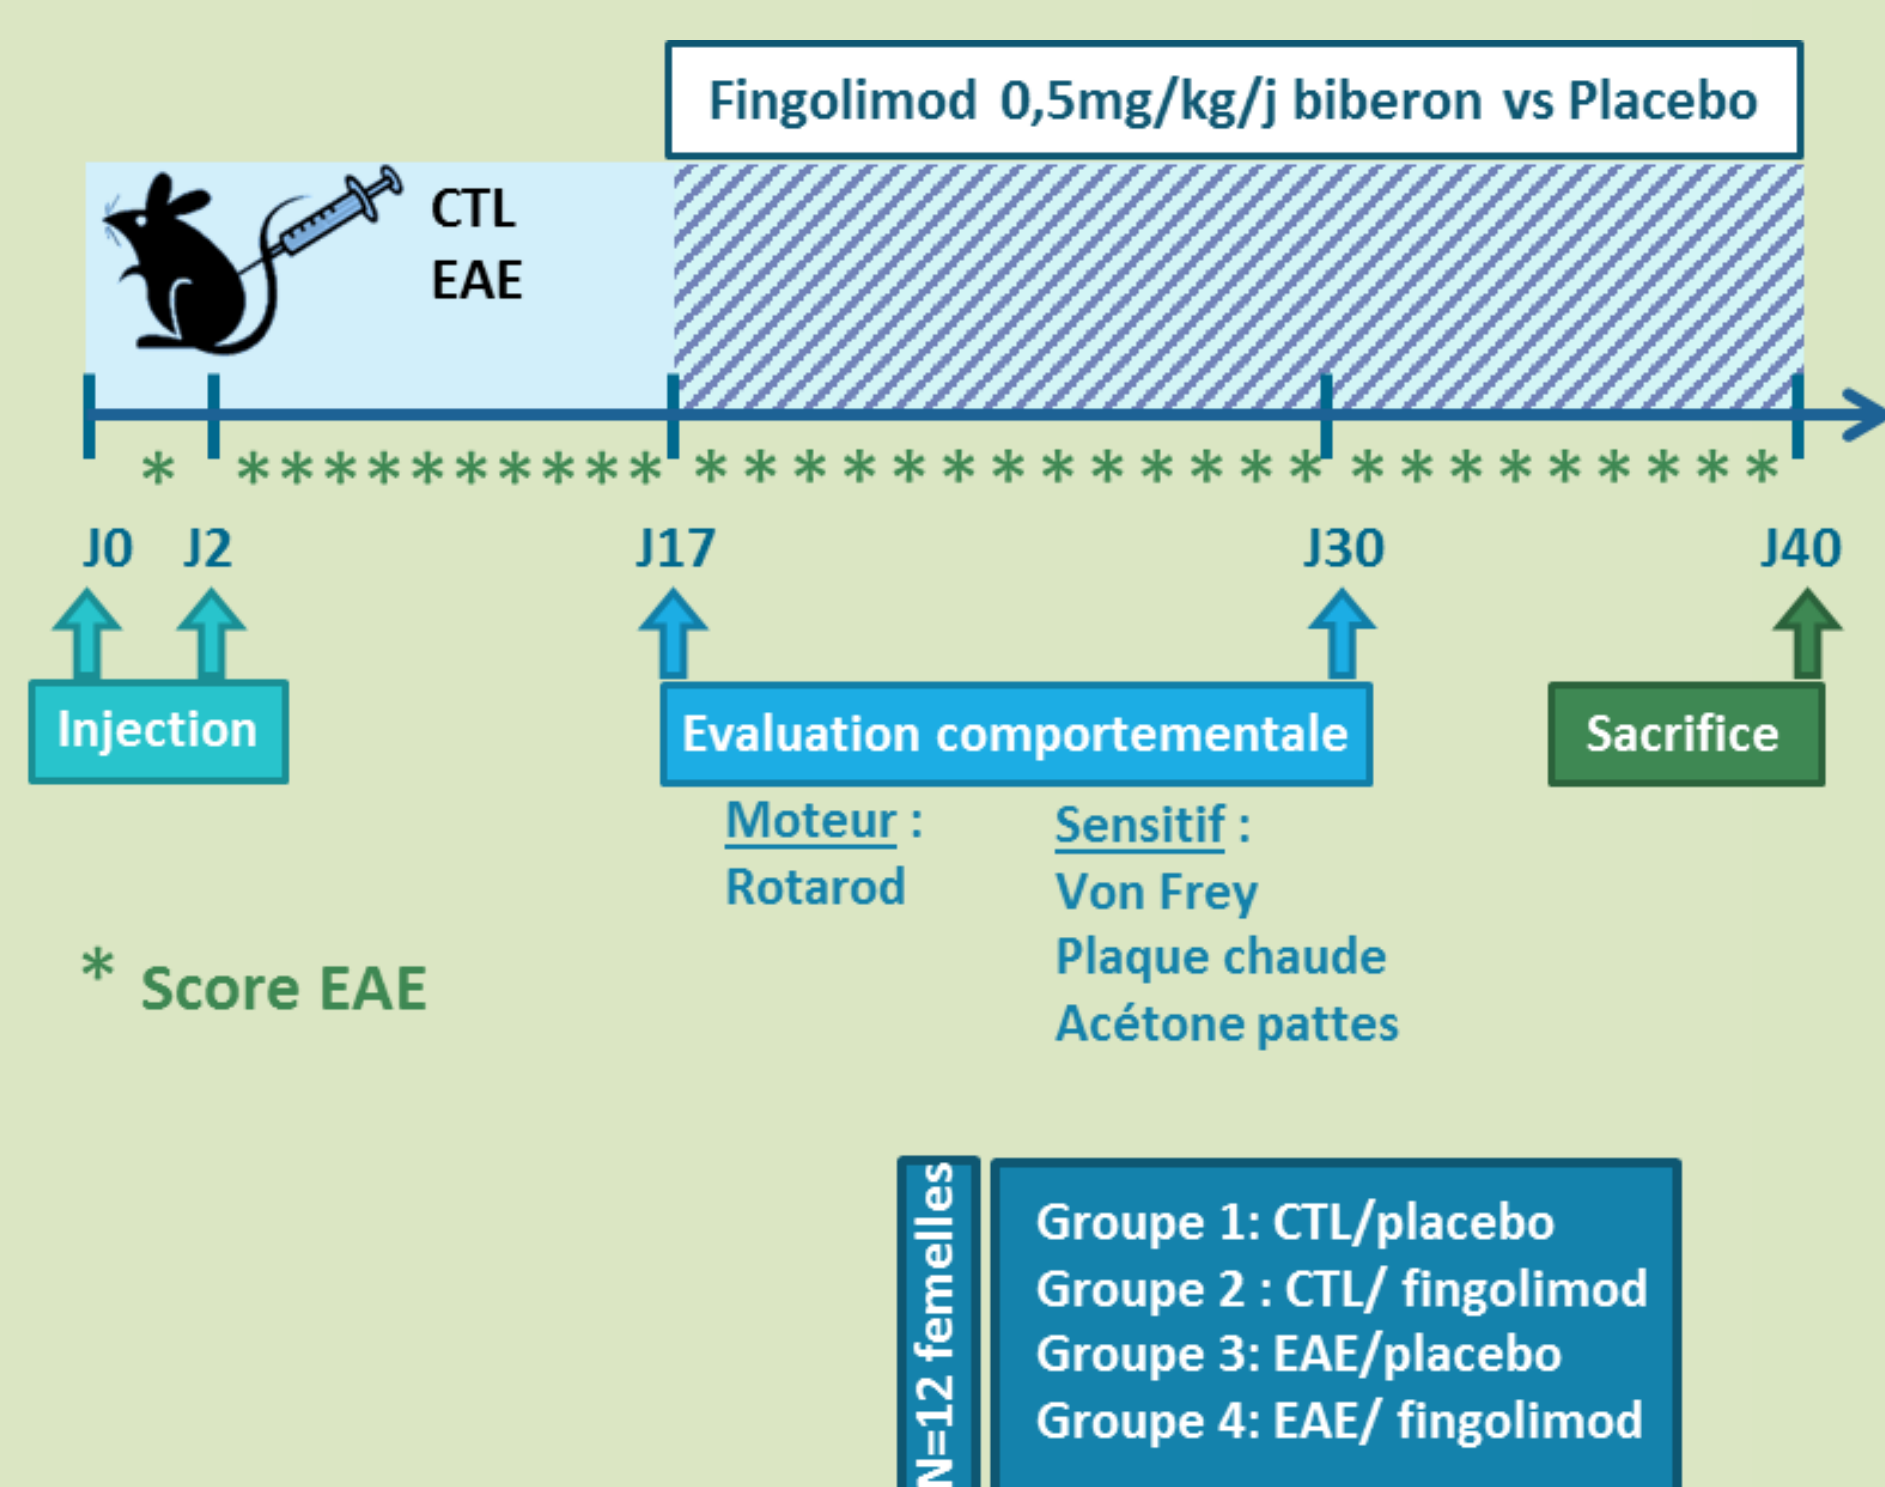 Fingolimod 0,5mg/kg/j biberon vs Placebo
CTL
EAE
* ***********************************
J0 J2 J17 J30 J40
Injection
Evaluation comportementale
Sacrifice
Moteur :
Rotarod
Sensitif :
Von Frey
Plaque chaude
Acétone pattes
* Score EAE
N=12 femelles
Groupe 1: CTL/placebo
Groupe 2 : CTL/ fingolimod
Groupe 3: EAE/placebo
Groupe 4: EAE/ fingolimod